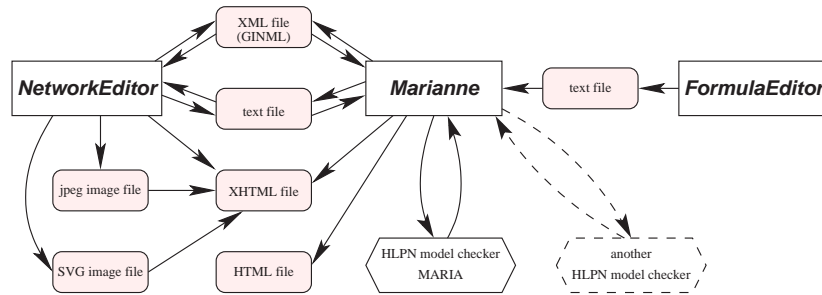 XML file
(GINML)
NetworkEditor
Marianne
text file
FormulaEditor
text file
jpeg image file
XHTML file
SVG image file
HTML file
HLPN model checker
MARIA
another
HLPN model checker